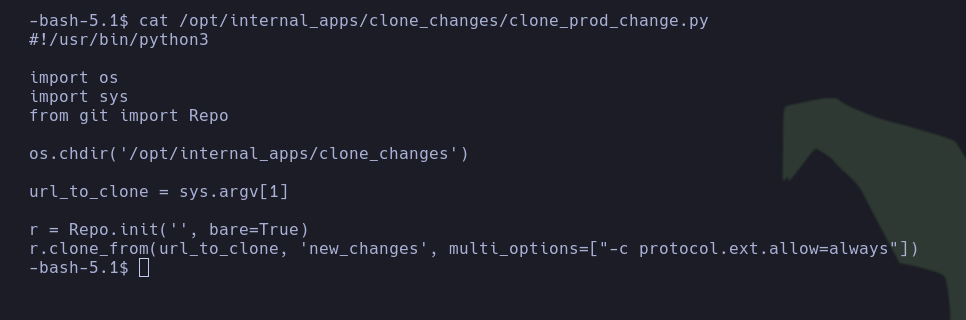 -bash-5.1$ cat /opt/internal_apps/clone_changes/clone_prod_change.py
#!/usr/bin/python3
import os
import sys
from git import Repo
os.chdir('/opt/internal_apps/clone_changes')
url_to_clone = sys.argv[1]
r = Repo.init('', bare=True)
r.clone_from(url_to_clone, 'new_changes', multi_options=["-c protocol.ext.allow=always"])
-bash-5.1$